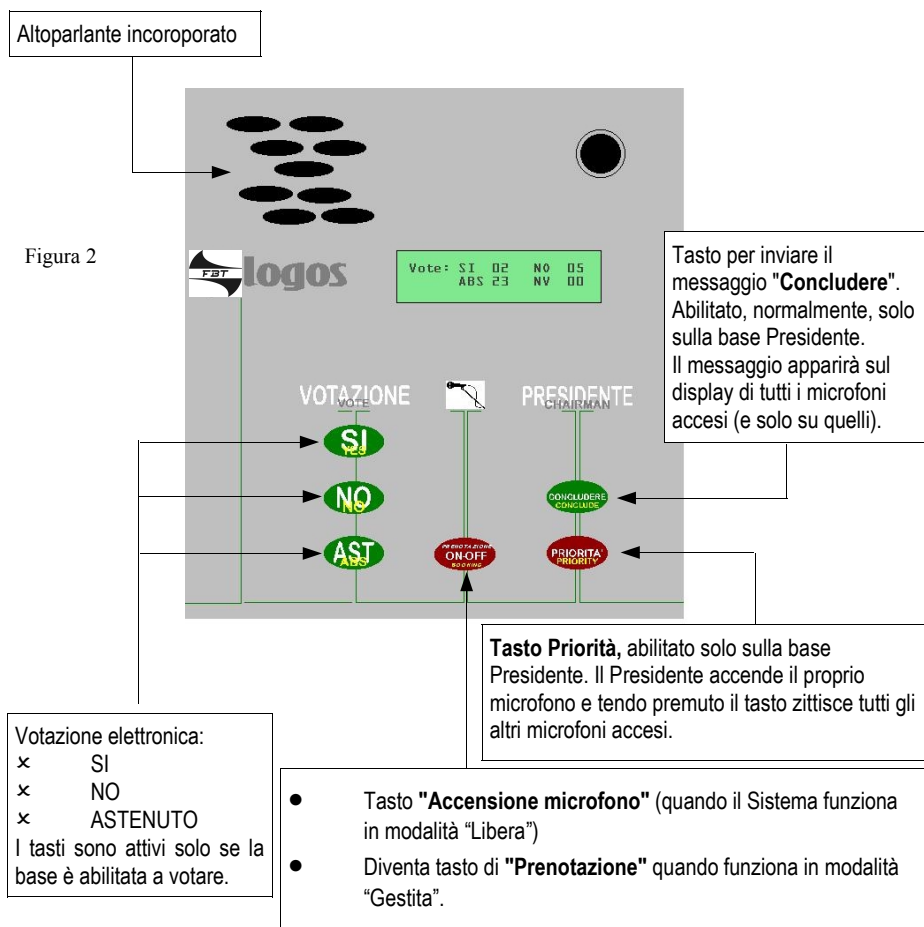 Altoparlante incoroporato
Figura 2
FBT
logos
Vote: SI 02 NO 05
ABS 23 NV 00
Tasto per inviare il
messaggio "Concludere".
Abilitato, normalmente, solo
sulla base Presidente.
Il messaggio apparirà sul
display di tutti i microfoni
accesi (e solo su quelli).
VOTAZIONE
VOTE
PRESIDENTE
CHAIRMAN
SI
YES
NO
NO
AST
ABS
PRENOTAZIONE
ON-OFF
BOOKING
CONCLUDERE
CONCLUDE
PRIORITA'
PRIORITY
Tasto Priorità, abilitato solo sulla base
Presidente. Il Presidente accende il proprio
microfono e tendo premuto il tasto zittisce tutti gli
altri microfoni accesi.
Votazione elettronica:
× SI
× NO
× ASTENUTO
I tasti sono attivi solo se la
base è abilitata a votare.
● Tasto "Accensione microfono" (quando il Sistema funziona
in modalità “Libera”)
● Diventa tasto di "Prenotazione" quando funziona in modalità
“Gestita”.